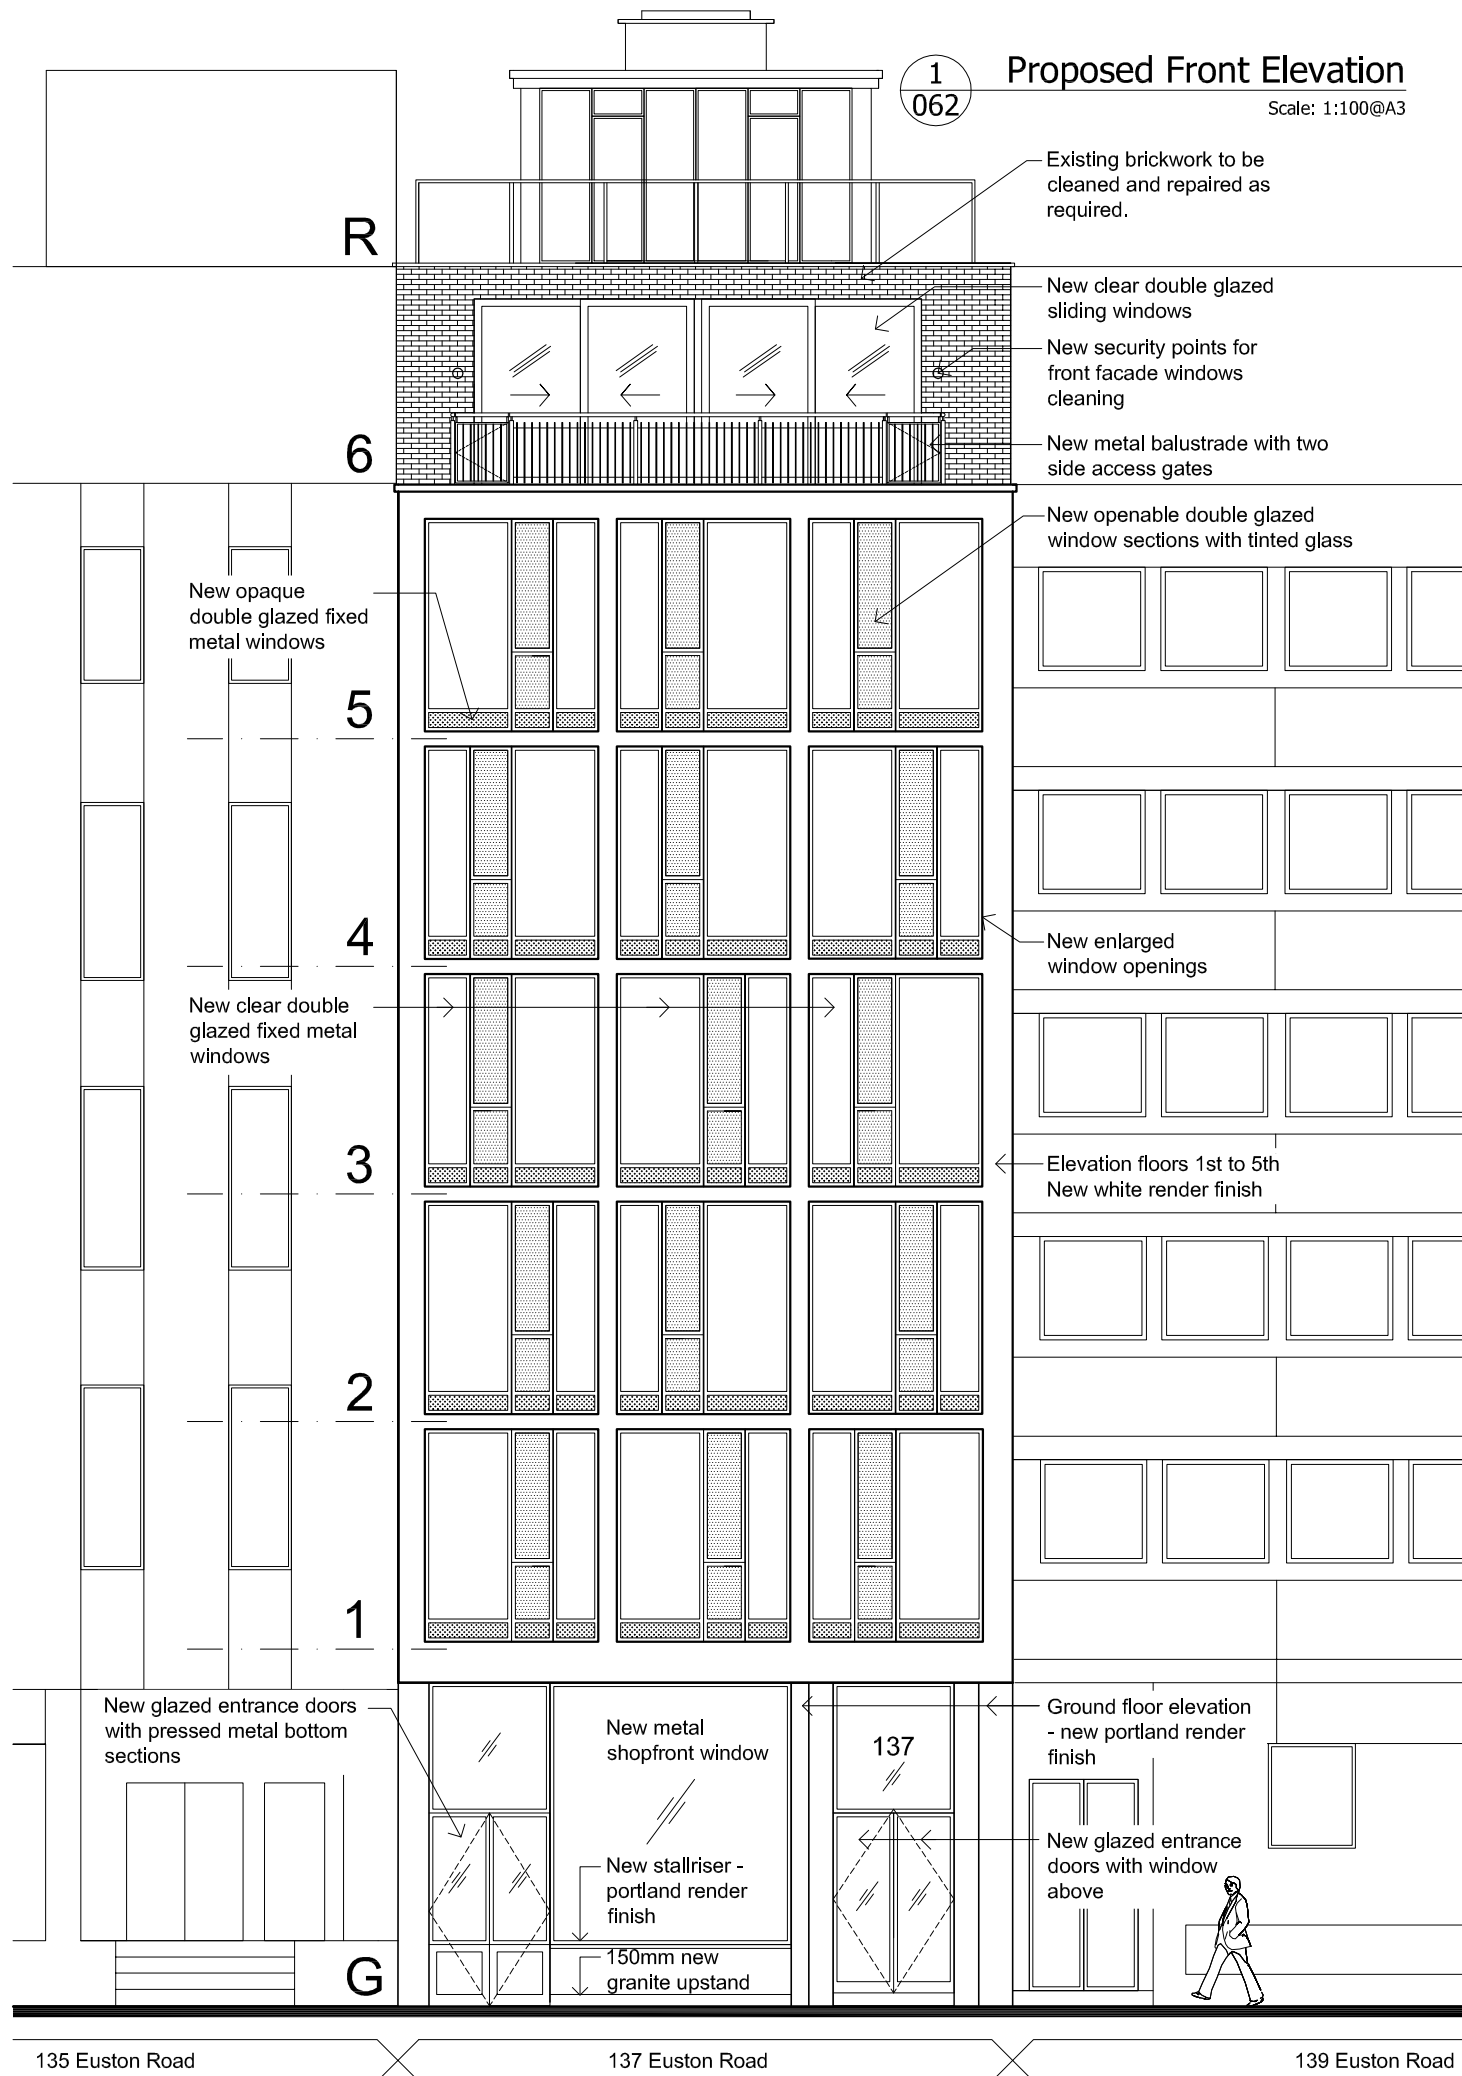 1
062
Proposed Front Elevation
Scale: 1:100@A3
Existing brickwork to be
cleaned and repaired as
required.
R
New clear double glazed
sliding windows
New security points for
front facade windows
cleaning
6
New metal balustrade with two
side access gates
New openable double glazed
window sections with tinted glass
New opaque
double glazed fixed
metal windows
5
4
New enlarged
window openings
New clear double
glazed fixed metal
windows
3
Elevation floors 1st to 5th
New white render finish
2
1
New glazed entrance doors
with pressed metal bottom
sections
New metal
shopfront window
137
Ground floor elevation
- new portland render
finish
New stallriser -
portland render
finish
New glazed entrance
doors with window
above
G
150mm new
granite upstand
135 Euston Road
137 Euston Road
139 Euston Road